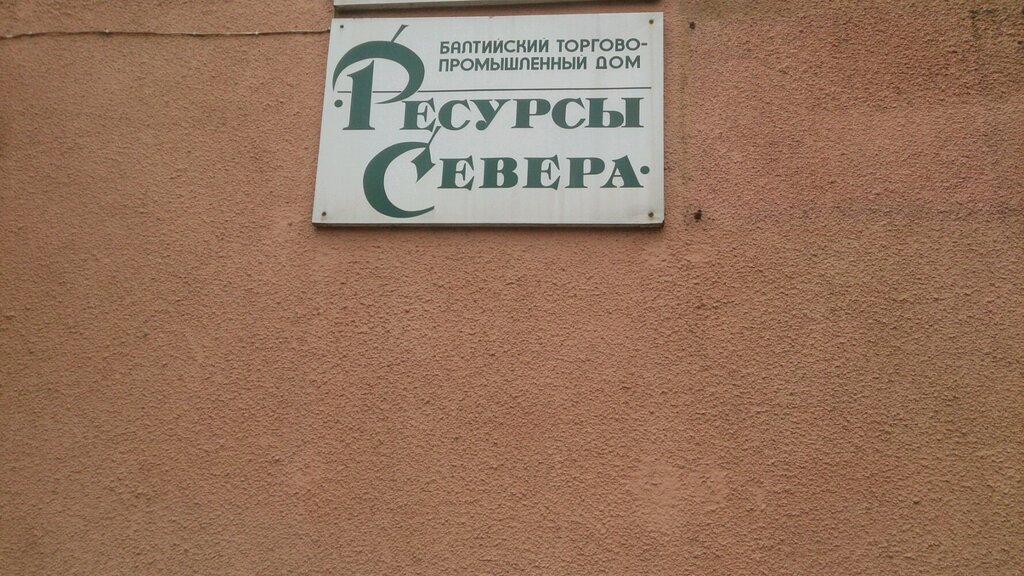 БАЛТИЙСКИЙ ТОРГОВО-
ПРОМЫШЛЕННЫЙ ДОМ
РЕСУРСЫ
СЕВЕРА